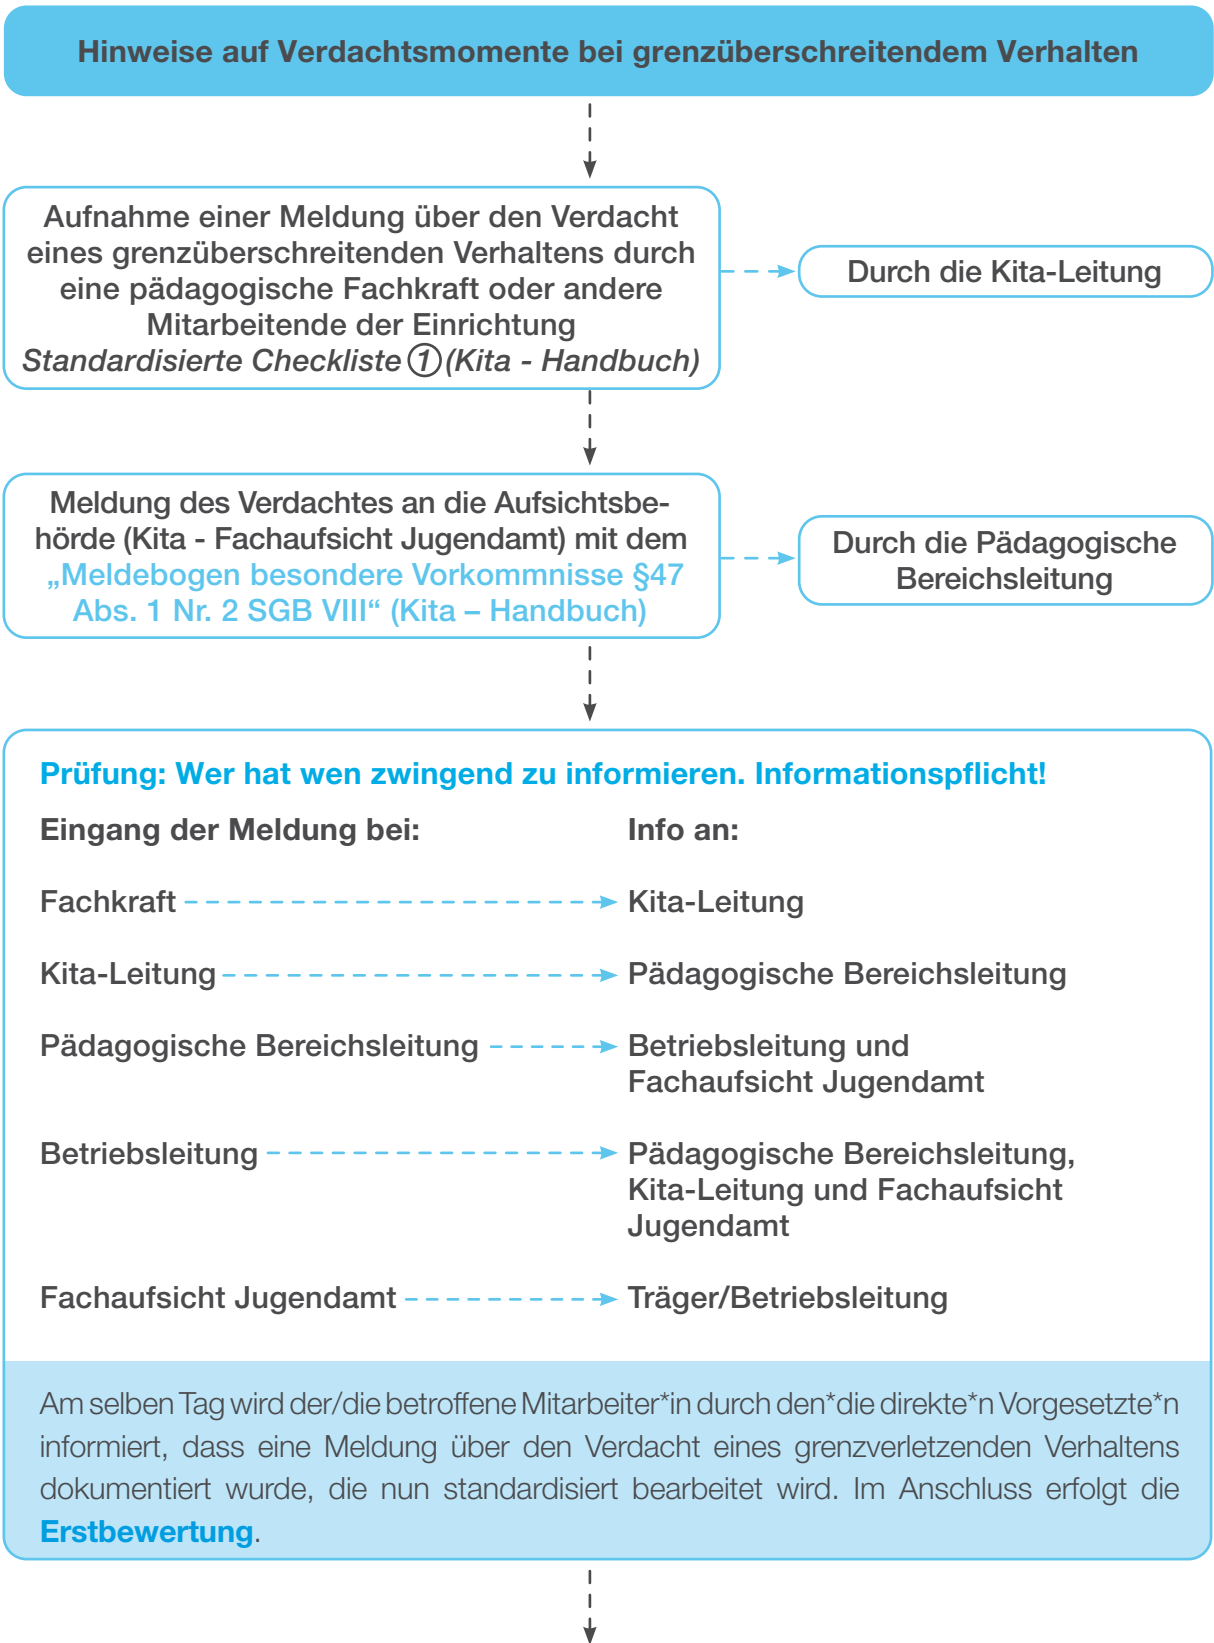 Hinweise auf Verdachtsmomente bei grenzüberschreitendem Verhalten
Aufnahme einer Meldung über den Verdacht
eines grenzüberschreitenden Verhaltens durch
eine pädagogische Fachkraft oder andere
Mitarbeitende der Einrichtung
Standardisierte Checkliste ① (Kita - Handbuch)
Durch die Kita-Leitung
Meldung des Verdachtes an die Aufsichtsbe-
hörde (Kita - Fachaufsicht Jugendamt) mit dem
„Meldebogen besondere Vorkommnisse §47
Abs. 1 Nr. 2 SGB VIII“ (Kita – Handbuch)
Durch die Pädagogische
Bereichsleitung
Prüfung: Wer hat wen zwingend zu informieren. Informationspflicht!
Eingang der Meldung bei: Info an:
Fachkraft Kita-Leitung
Kita-Leitung Pädagogische Bereichsleitung
Pädagogische Bereichsleitung Betriebsleitung und
Fachaufsicht Jugendamt
Betriebsleitung Pädagogische Bereichsleitung,
Kita-Leitung und Fachaufsicht
Jugendamt
Fachaufsicht Jugendamt Träger/Betriebsleitung
Am selben Tag wird der/die betroffene Mitarbeiter*in durch den*die direkte*n Vorgesetzte*n
informiert, dass eine Meldung über den Verdacht eines grenzverletzenden Verhaltens
dokumentiert wurde, die nun standardisiert bearbeitet wird. Im Anschluss erfolgt die
Erstbewertung.